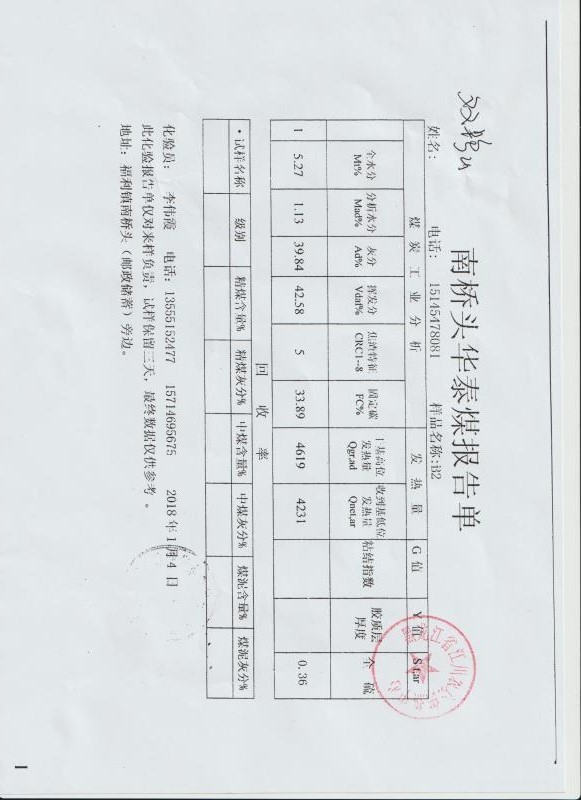 南桥头华泰煤报告单
姓名： 电话： 15145478081 样品名称:B2
煤 炭 工 业 分 析 发 热 量 G 值 Y 值 St,ar
全水分 Mt% 分析水分 Mad% 灰分 Ad% 挥发分 Vdaf% 焦渣特征 CRC1--8 固定碳 FC% 干基高位发热量 Qgr,ad 收到基低位发热量 Qnet,ar 粘结指数 胶质层厚度 全 硫
1 5.27 1.13 39.84 42.58 5 33.89 4619 4231 0.36
回 收 率
试样名称 级别 精煤含量% 精煤灰分% 中煤含量% 中煤灰分% 煤泥含量% 煤泥灰分%
化验员： 李伟霞 电话：13555152477 15714695675 2018年1月4日
此化验报告单仅对来样负责，试样保留三天，最终数据仅供参考。
地址：福利镇南桥头（邮政储蓄）旁边。